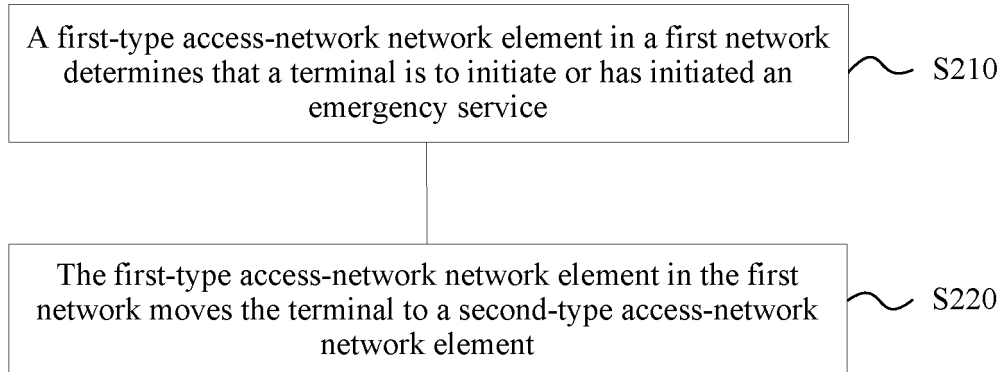 A first-type access-network network element in a first network
determines that a terminal is to initiate or has initiated an
emergency service
S210
The first-type access-network network element in the first
network moves the terminal to a second-type access-network
network element
S220